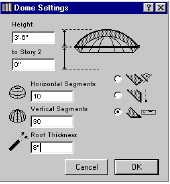 Dome Settings
Height
3'-0"
to Story 2
0"
Horizontal Segments
10
Vertical Segments
30
Roof Thickness
8"
Cancel
OK